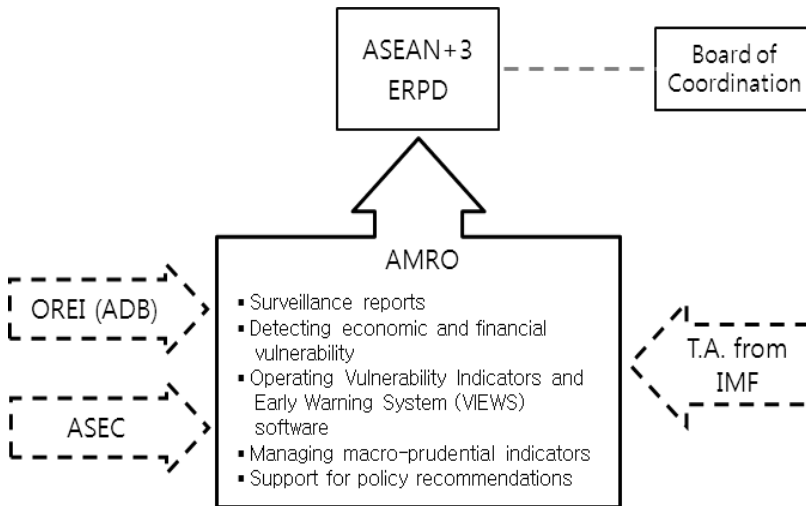 ASEAN+3
ERPD
Board of
Coordination
AMRO
▪ Surveillance reports
▪ Detecting economic and financial
vulnerability
▪ Operating Vulnerability Indicators and
Early Warning System (VIEWS)
software
▪ Managing macro-prudential indicators
▪ Support for policy recommendations
OREI (ADB)
ASEC
T.A. from
IMF